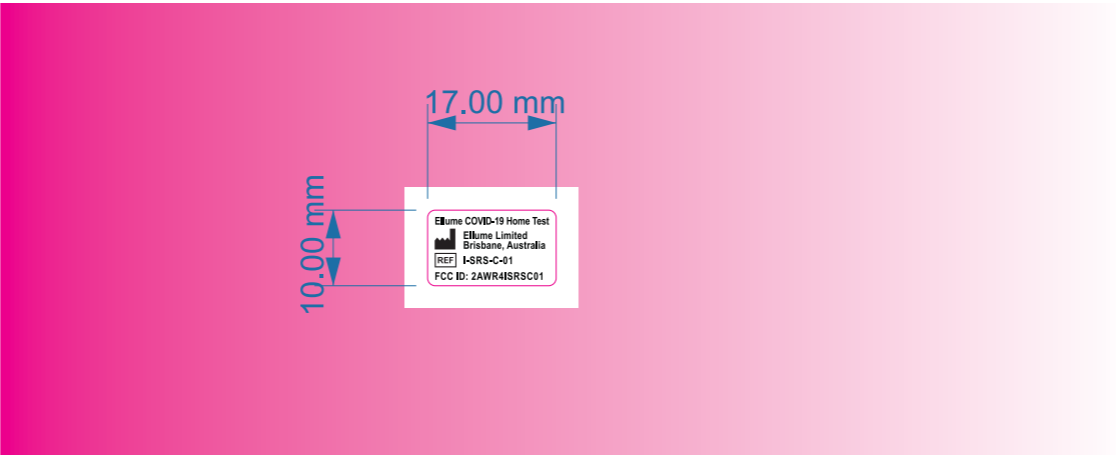 17.00 mm
10.00 mm
Ellume COVID-19 Home Test
Ellume Limited
Brisbane, Australia
REF I-SRS-C-01
FCC ID: 2AWR4ISRSC01